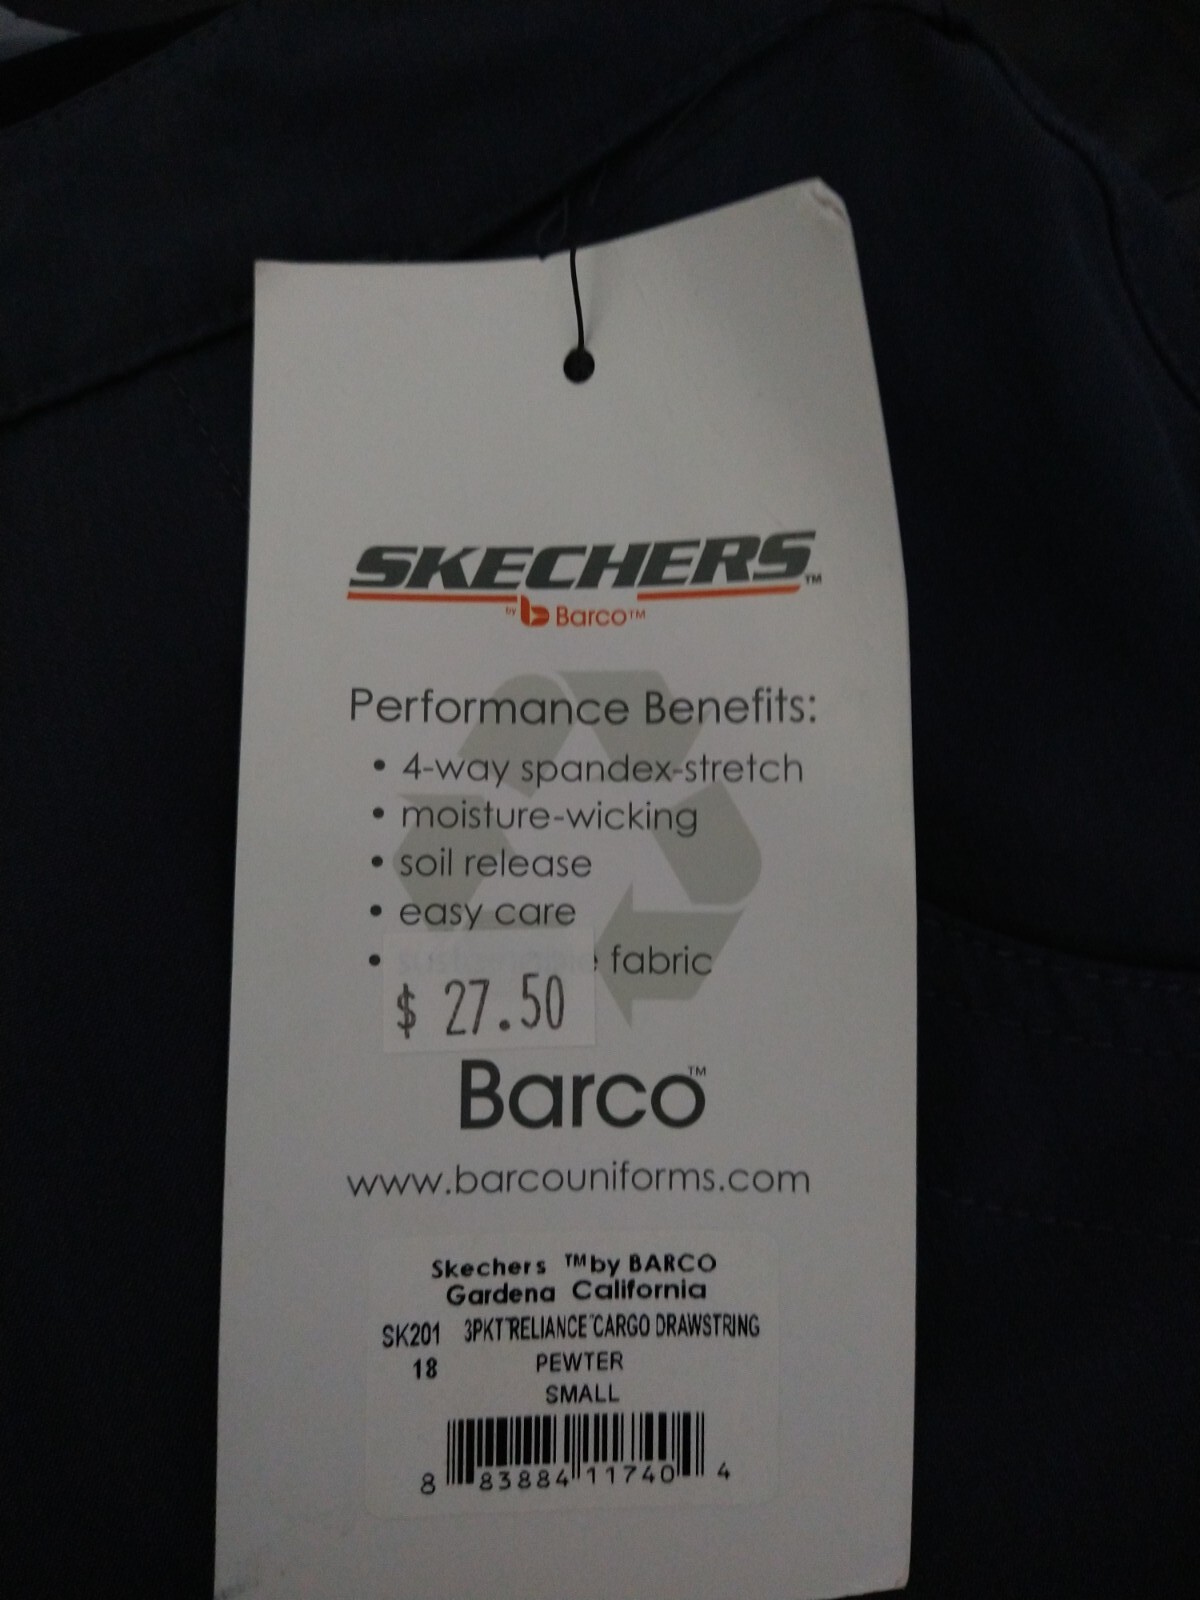 SKECHERS™
by b Barco™
Performance Benefits:
• 4-way spandex-stretch
• moisture-wicking
• soil release
• easy care
• fabric
$ 27.50
Barco™
www.barcouniforms.com
Skechers ™by BARCO
Gardena California
SK201 3PKT"RELIANCE"CARGO DRAWSTRING
18 PEWTER
SMALL
8 83884 11740 4